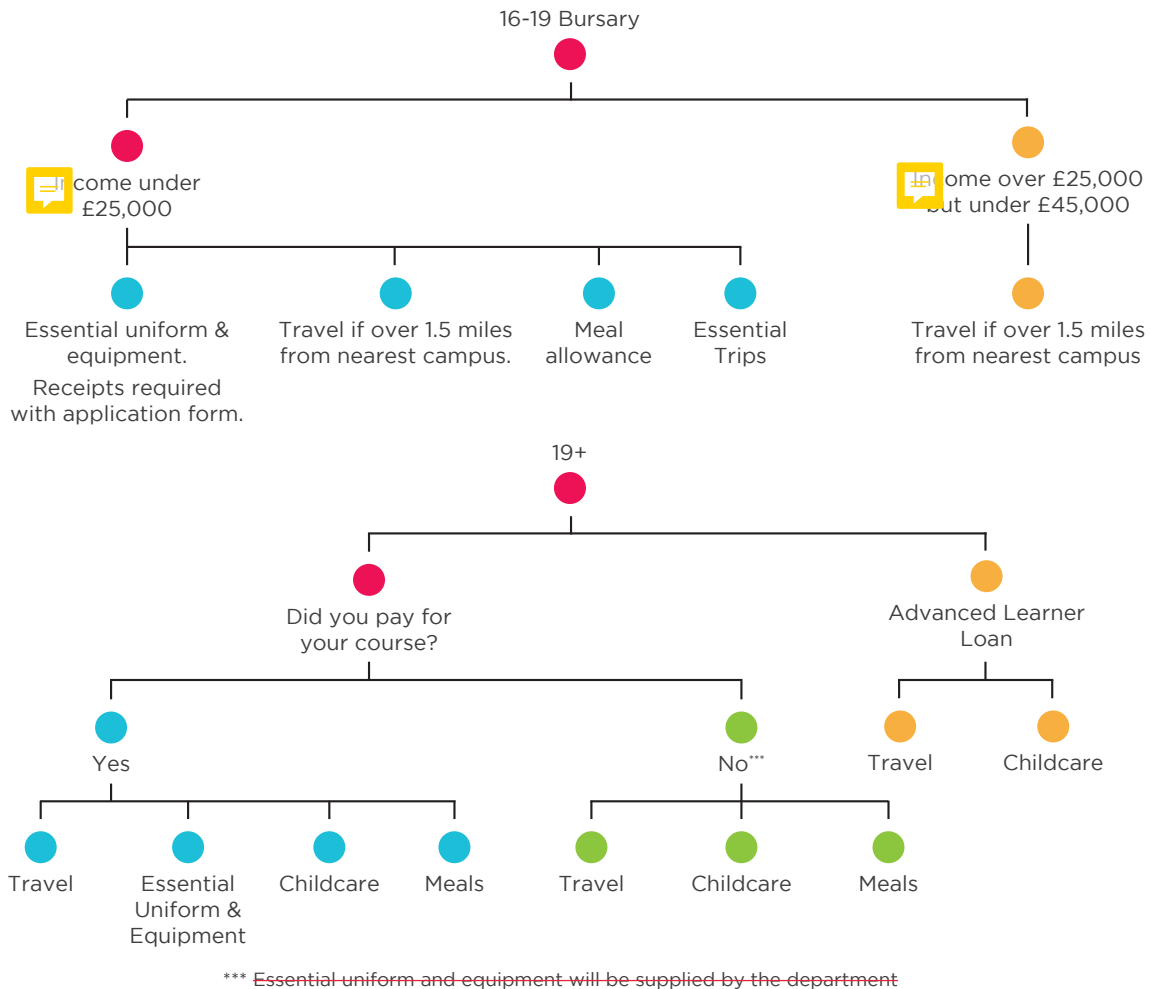 16-19 Bursary
Income under
£25,000
Income over £25,000
but under £45,000
Essential uniform &
equipment.
Receipts required
with application form.
Travel if over 1.5 miles
from nearest campus.
Meal
allowance
Essential
Trips
Travel if over 1.5 miles
from nearest campus
19+
Did you pay for
your course?
Advanced Learner
Loan
Yes
No***
Travel
Childcare
Travel
Essential
Uniform &
Equipment
Childcare
Meals
Travel
Childcare
Meals
*** Essential uniform and equipment will be supplied by the department